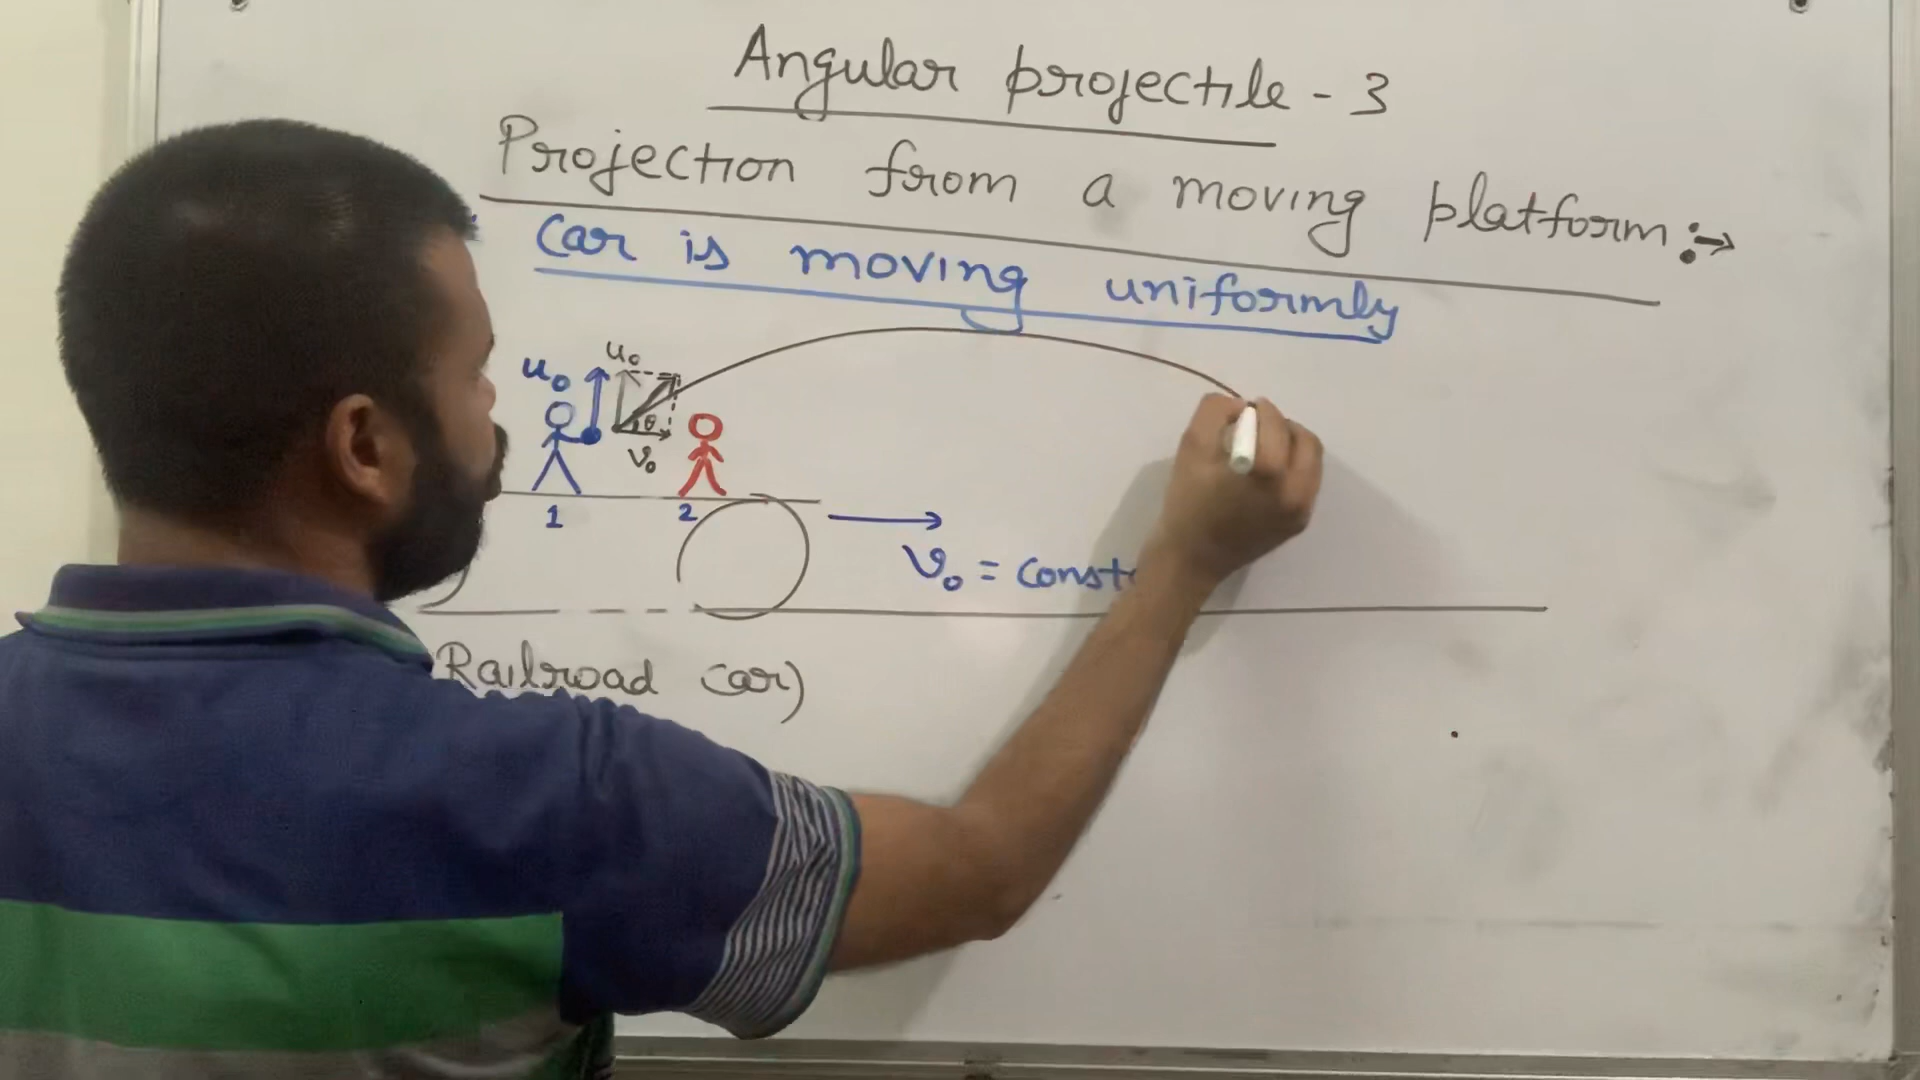 Angular projectile - 3
Projection from a moving platform :→
car is moving uniformly
u₀ u₀
θ
v₀
1 2
v₀ = const
Railroad car)